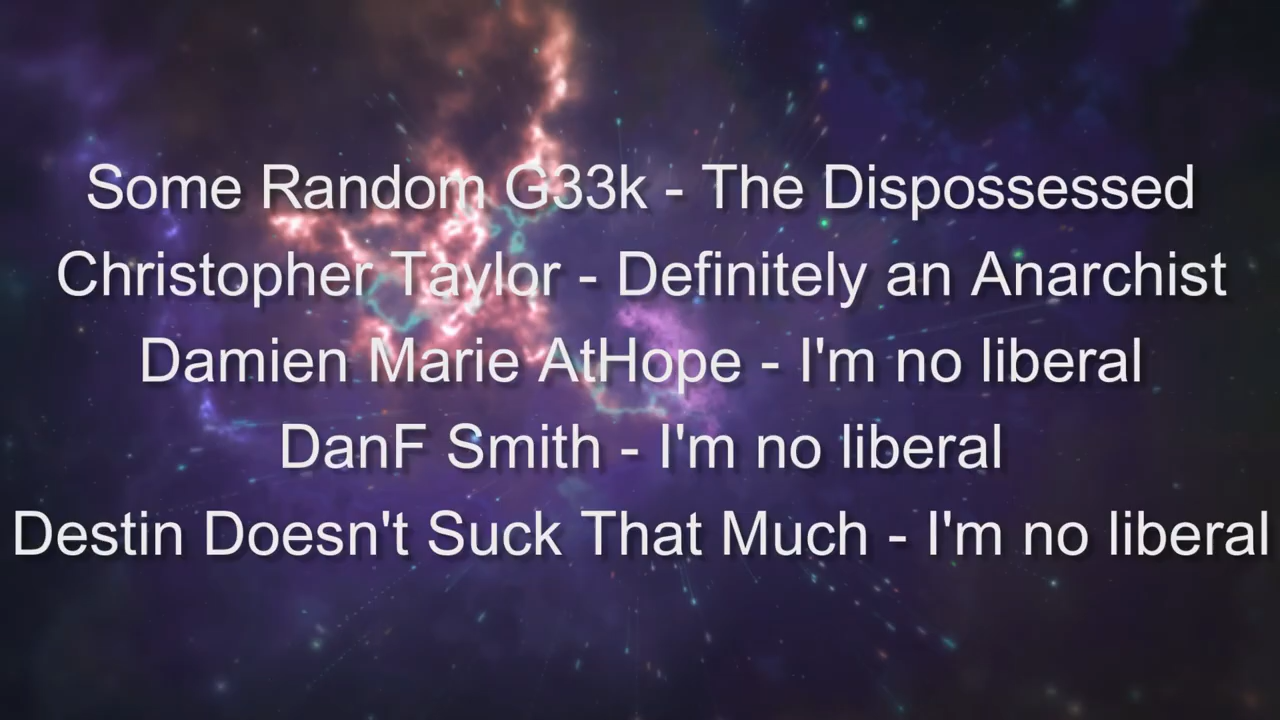 Some Random G33k - The Dispossessed
Christopher Taylor - Definitely an Anarchist
Damien Marie AtHope - I'm no liberal
DanF Smith - I'm no liberal
Destin Doesn't Suck That Much - I'm no liberal